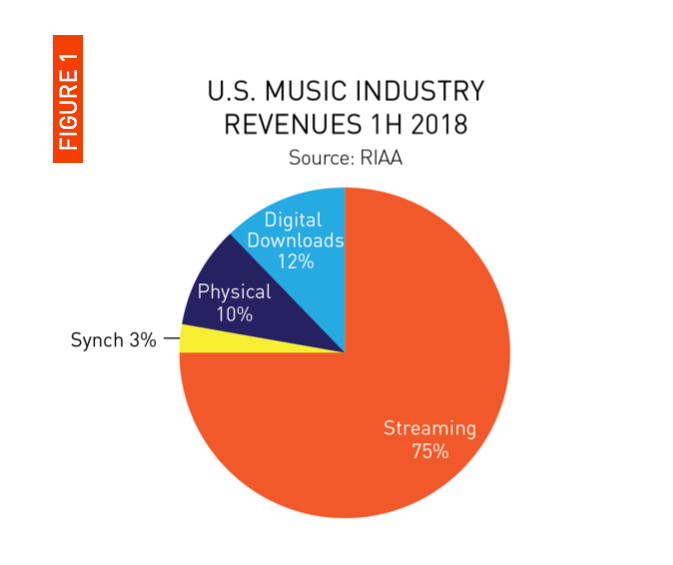 FIGURE 1
U.S. MUSIC INDUSTRY
REVENUES 1H 2018
Source: RIAA
Digital
Downloads
12%
Physical
10%
Synch 3%
Streaming
75%